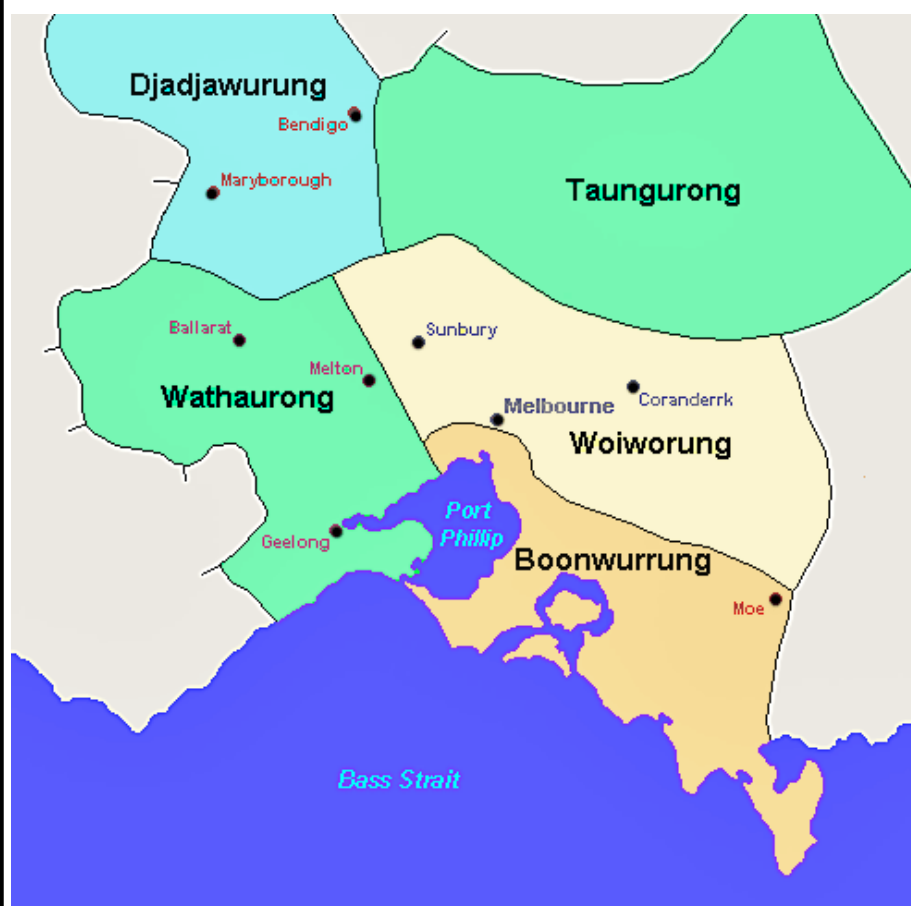 Djadjawurung
Bendigo
Maryborough
Taungurong
Ballarat
Sunbury
Melton
Wathaurong
Coranderrk
Melbourne
Woiworung
Port
Phillip
Geelong
Boonwurrung
Moe
Bass Strait